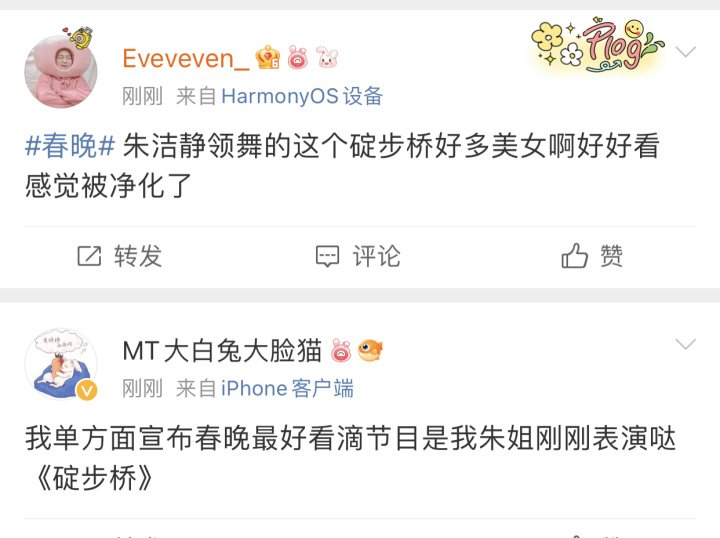 Eveveven_
Plog
刚刚 来自 HarmonyOS 设备
#春晚# 朱洁静领舞的这个碇步桥好多美女啊好好看
感觉被净化了
转发 评论 赞
MT大白兔大脸猫
刚刚 来自 iPhone 客户端
我单方面宣布春晚最好看滴节目是我朱姐刚刚表演哒
《碇步桥》